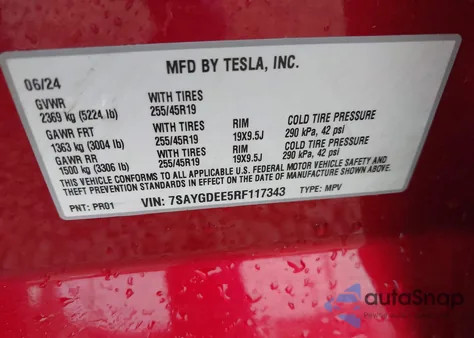 MFD BY TESLA, INC.
06/24
GVWR
2369 kg (5224 lb)
WITH TIRES
255/45R19
GAWR FRT
1363 kg (3004 lb)
WITH TIRES
255/45R19
RIM
19X9.5J
COLD TIRE PRESSURE
290 kPa, 42 psi
GAWR RR
1500 kg (3306 lb)
WITH TIRES
255/45R19
RIM
19X9.5J
COLD TIRE PRESSURE
290 kPa, 42 psi
THIS VEHICLE CONFORMS TO ALL APPLICABLE U.S. FEDERAL MOTOR VEHICLE SAFETY AND
THEFT PREVENTION STANDARDS IN EFFECT ON THE DATE OF MANUFACTURE SHOWN ABOVE.
PNT: PR01
VIN: 7SAYGDEE5RF117343
TYPE: MPV
autoSnap